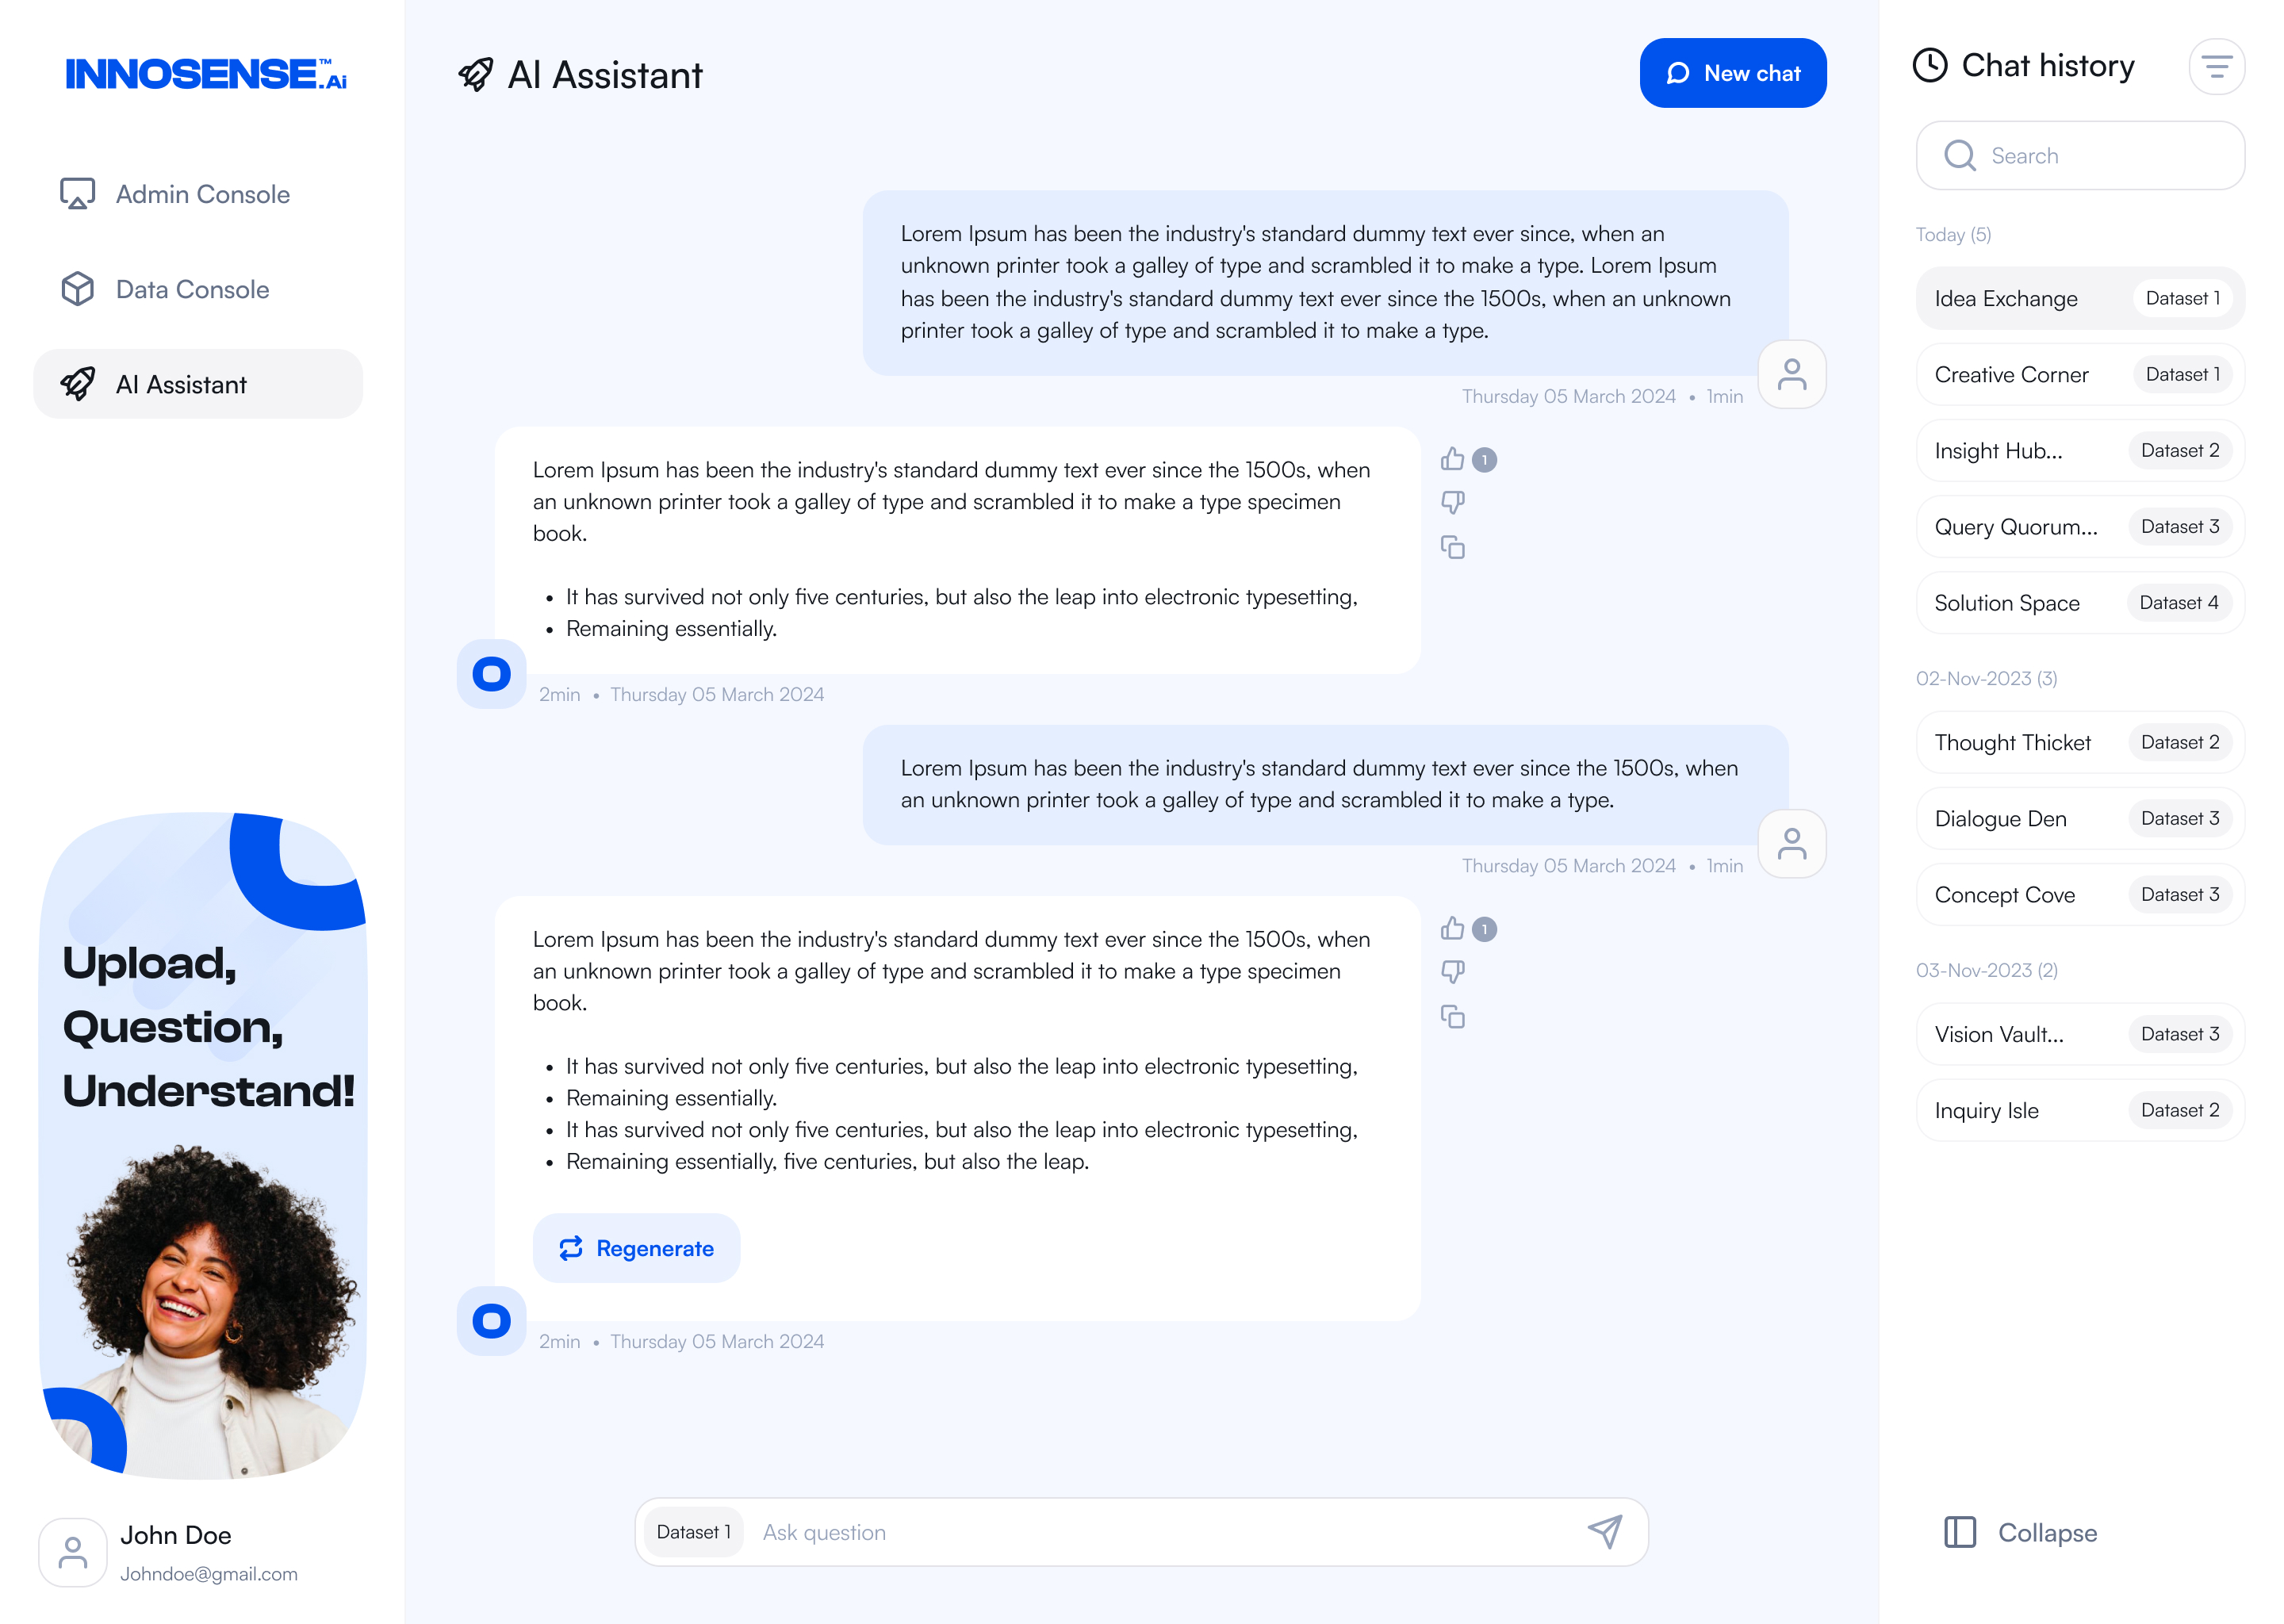 INNOSENSE™.Ai
Admin Console
Data Console
AI Assistant
Upload,
Question,
Understand!
John Doe
Johndoe@gmail.com
AI Assistant
New chat
Lorem Ipsum has been the industry's standard dummy text ever since, when an
unknown printer took a galley of type and scrambled it to make a type. Lorem Ipsum
has been the industry's standard dummy text ever since the 1500s, when an unknown
printer took a galley of type and scrambled it to make a type.
Thursday 05 March 2024 • 1min
Lorem Ipsum has been the industry's standard dummy text ever since the 1500s, when
an unknown printer took a galley of type and scrambled it to make a type specimen
book.
• It has survived not only five centuries, but also the leap into electronic typesetting,
• Remaining essentially.
1
2min • Thursday 05 March 2024
Lorem Ipsum has been the industry's standard dummy text ever since the 1500s, when
an unknown printer took a galley of type and scrambled it to make a type.
Thursday 05 March 2024 • 1min
Lorem Ipsum has been the industry's standard dummy text ever since the 1500s, when
an unknown printer took a galley of type and scrambled it to make a type specimen
book.
• It has survived not only five centuries, but also the leap into electronic typesetting,
• Remaining essentially.
• It has survived not only five centuries, but also the leap into electronic typesetting,
• Remaining essentially, five centuries, but also the leap.
1
Regenerate
2min • Thursday 05 March 2024
Dataset 1 Ask question
Chat history
Search
Today (5)
Idea Exchange Dataset 1
Creative Corner Dataset 1
Insight Hub... Dataset 2
Query Quorum... Dataset 3
Solution Space Dataset 4
02-Nov-2023 (3)
Thought Thicket Dataset 2
Dialogue Den Dataset 3
Concept Cove Dataset 3
03-Nov-2023 (2)
Vision Vault... Dataset 3
Inquiry Isle Dataset 2
Collapse